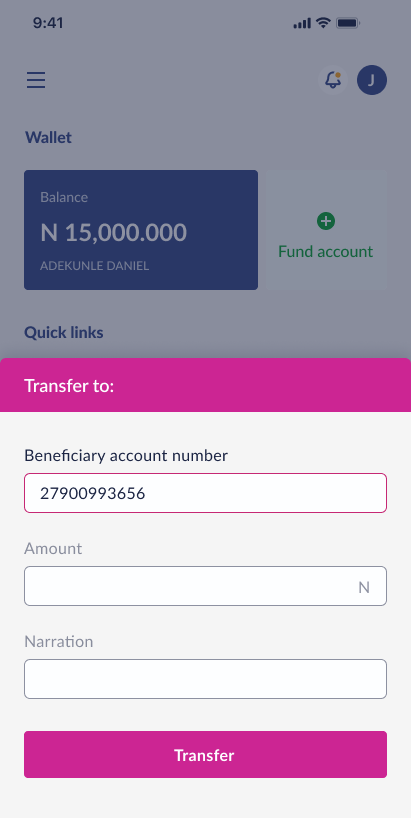 9:41
J
Wallet
Balance
N 15,000.000
ADEKUNLE DANIEL
Fund account
Quick links
Transfer to:
Beneficiary account number
27900993656
Amount
N
Narration
Transfer